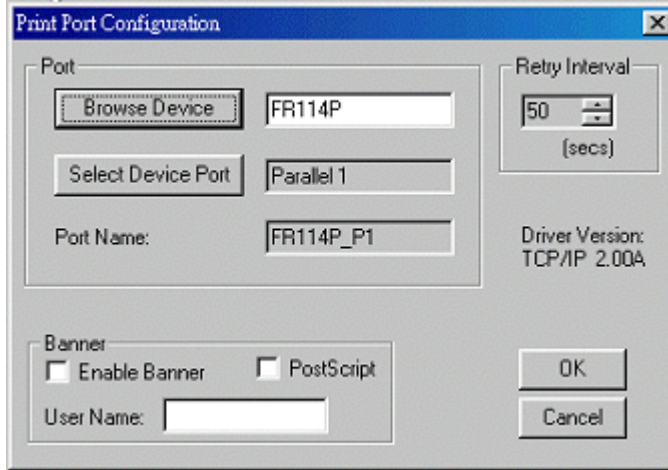 Print Port Configuration
Port
Browse Device
FR114P
Select Device Port
Parallel 1
Port Name:
FR114P_P1
Retry Interval
50
(secs)
Driver Version:
TCP/IP 2.00A
Banner
Enable Banner
PostScript
User Name:
OK
Cancel